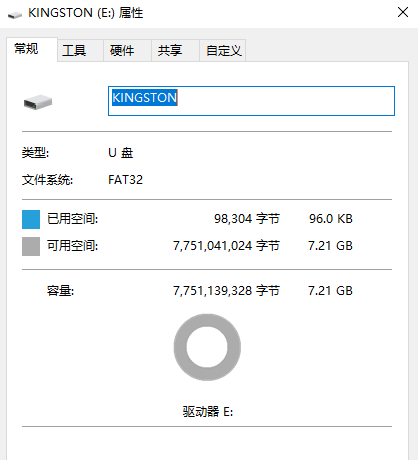 KINGSTON (E:) 属性
常规 工具 硬件 共享 自定义
KINGSTON
类型: U 盘
文件系统: FAT32
已用空间: 98,304 字节 96.0 KB
可用空间: 7,751,041,024 字节 7.21 GB
容量: 7,751,139,328 字节 7.21 GB
驱动器 E: